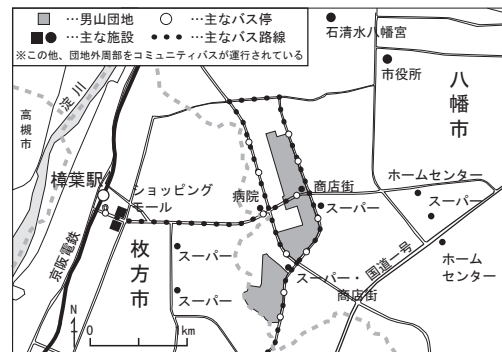 …男山団地
…主なバス停
…主な施設
…主なバス路線
※この他、団地外周部をコミュニティバスが運行されている
石清水八幡宮
市役所
八幡市
淀川
高槻市
樟葉駅
ショッピング
モール
病院
商店街
スーパー
ホームセンター
スーパー
京阪電鉄
枚方市
スーパー
スーパー
スーパー・
商店街
国道一号
ホーム
センター
N
0
1km